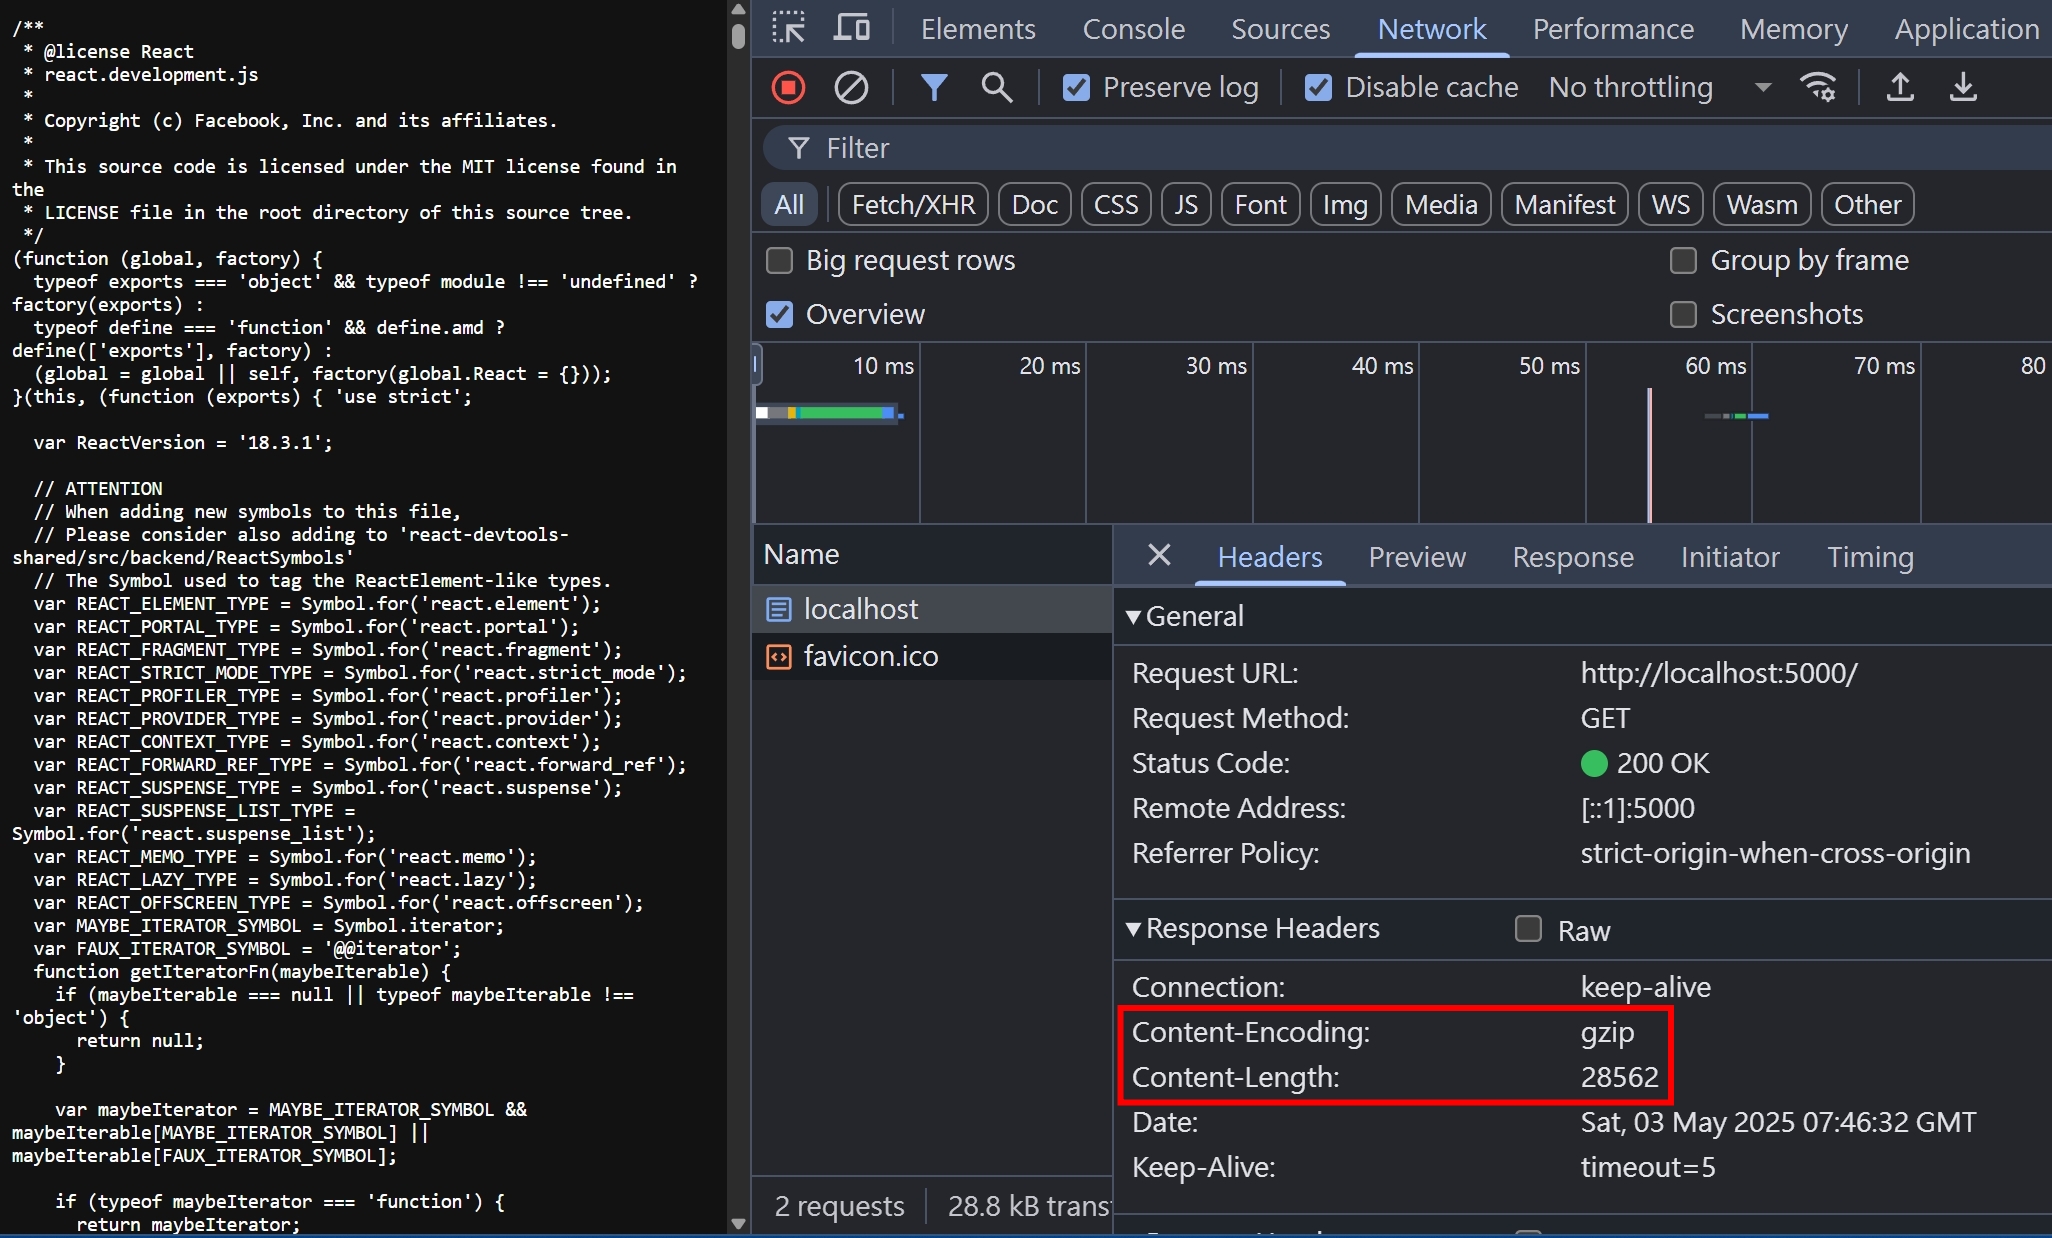 /**
 * @license React
 * react.development.js
 *
 * Copyright (c) Facebook, Inc. and its affiliates.
 *
 * This source code is licensed under the MIT license found in
the
 * LICENSE file in the root directory of this source tree.
 */
(function (global, factory) {
  typeof exports === 'object' && typeof module !== 'undefined' ?
factory(exports) :
  typeof define === 'function' && define.amd ?
define(['exports'], factory) :
  (global = global || self, factory(global.React = {}));
}(this, (function (exports) { 'use strict';
  var ReactVersion = '18.3.1';
  // ATTENTION
  // When adding new symbols to this file,
  // Please consider also adding to 'react-devtools-
shared/src/backend/ReactSymbols'
  // The Symbol used to tag the ReactElement-like types.
  var REACT_ELEMENT_TYPE = Symbol.for('react.element');
  var REACT_PORTAL_TYPE = Symbol.for('react.portal');
  var REACT_FRAGMENT_TYPE = Symbol.for('react.fragment');
  var REACT_STRICT_MODE_TYPE = Symbol.for('react.strict_mode');
  var REACT_PROFILER_TYPE = Symbol.for('react.profiler');
  var REACT_PROVIDER_TYPE = Symbol.for('react.provider');
  var REACT_CONTEXT_TYPE = Symbol.for('react.context');
  var REACT_FORWARD_REF_TYPE = Symbol.for('react.forward_ref');
  var REACT_SUSPENSE_TYPE = Symbol.for('react.suspense');
  var REACT_SUSPENSE_LIST_TYPE =
Symbol.for('react.suspense_list');
  var REACT_MEMO_TYPE = Symbol.for('react.memo');
  var REACT_LAZY_TYPE = Symbol.for('react.lazy');
  var REACT_OFFSCREEN_TYPE = Symbol.for('react.offscreen');
  var MAYBE_ITERATOR_SYMBOL = Symbol.iterator;
  var FAUX_ITERATOR_SYMBOL = '@@iterator';
  function getIteratorFn(maybeIterable) {
    if (maybeIterable === null || typeof maybeIterable !==
'object') {
      return null;
    }
    var maybeIterator = MAYBE_ITERATOR_SYMBOL &&
maybeIterable[MAYBE_ITERATOR_SYMBOL] ||
maybeIterable[FAUX_ITERATOR_SYMBOL];
    if (typeof maybeIterator === 'function') {
      return maybeIterator;
Elements Console Sources Network Performance Memory Application
Preserve log Disable cache No throttling
Filter
All Fetch/XHR Doc CSS JS Font Img Media Manifest WS Wasm Other
Big request rows Group by frame
Overview Screenshots
10 ms 20 ms 30 ms 40 ms 50 ms 60 ms 70 ms 80
Name
localhost
favicon.ico
2 requests 28.8 kB trans
Headers Preview Response Initiator Timing
General
Request URL: http://localhost:5000/
Request Method: GET
Status Code: 200 OK
Remote Address: [::1]:5000
Referrer Policy: strict-origin-when-cross-origin
Response Headers Raw
Connection: keep-alive
Content-Encoding: gzip
Content-Length: 28562
Date: Sat, 03 May 2025 07:46:32 GMT
Keep-Alive: timeout=5